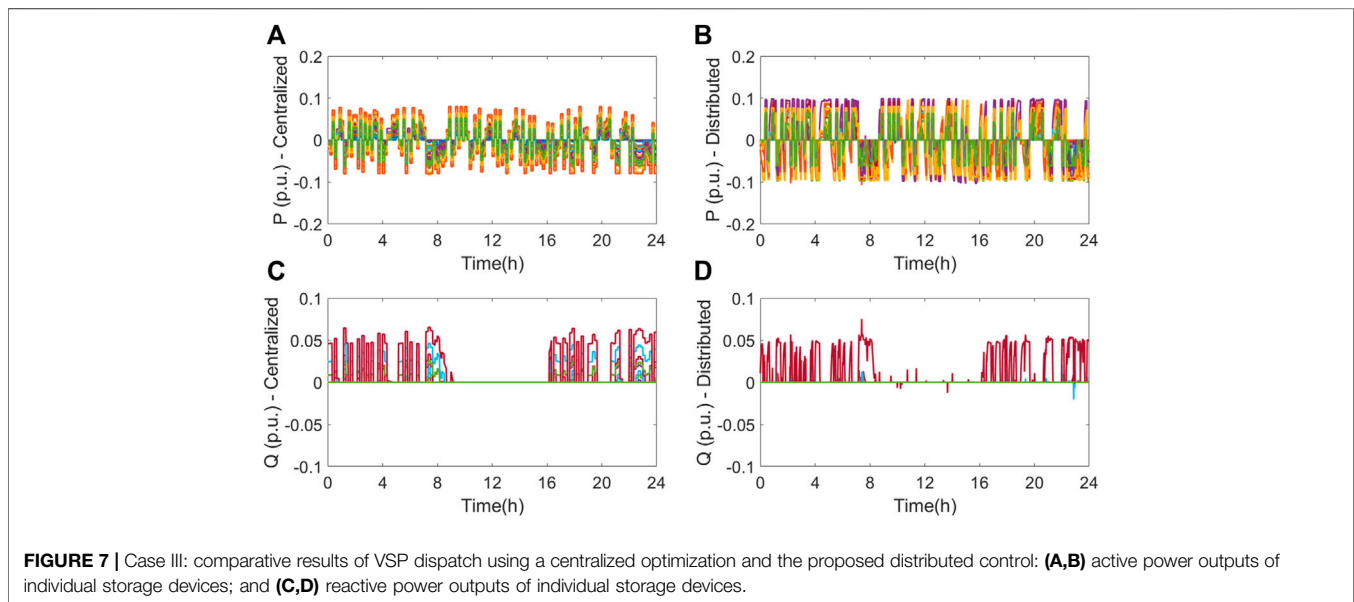 A
P (p.u.) - Centralized
0.2
0.1
0
-0.1
-0.2
0 4 8 12 16 20 24
Time(h)
B
P (p.u.) - Distributed
0.2
0.1
0
-0.1
-0.2
0 4 8 12 16 20 24
Time(h)
C
Q (p.u.) - Centralized
0.1
0.05
0
-0.05
-0.1
0 4 8 12 16 20 24
Time(h)
D
Q (p.u.) - Distributed
0.1
0.05
0
-0.05
-0.1
0 4 8 12 16 20 24
Time(h)
FIGURE 7 | Case III: comparative results of VSP dispatch using a centralized optimization and the proposed distributed control: (A,B) active power outputs of
individual storage devices; and (C,D) reactive power outputs of individual storage devices.